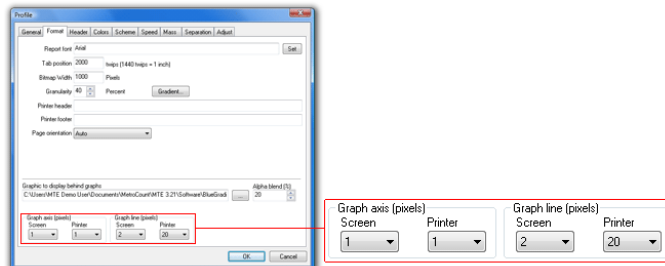 Profile
General Format Header Colors Scheme Speed Mass Separation Adjust
Report font Arial Set
Tab position 2000 twips (1440 twips = 1 inch)
Bitmap Width 1000 Pixels
Granularity 40 Percent Gradient...
Printer header
Printer footer
Page orientation Auto
Graphic to display behind graphs Alpha blend (%)
C:\Users\MTE Demo User\Documents\MetroCount\MTE 3.21\Software\BlueGradi ... 20
Graph axis (pixels) Graph line (pixels)
Screen Printer Screen Printer
1 1 2 20
OK Cancel
Graph axis (pixels) Graph line (pixels)
Screen Printer Screen Printer
1 1 2 20